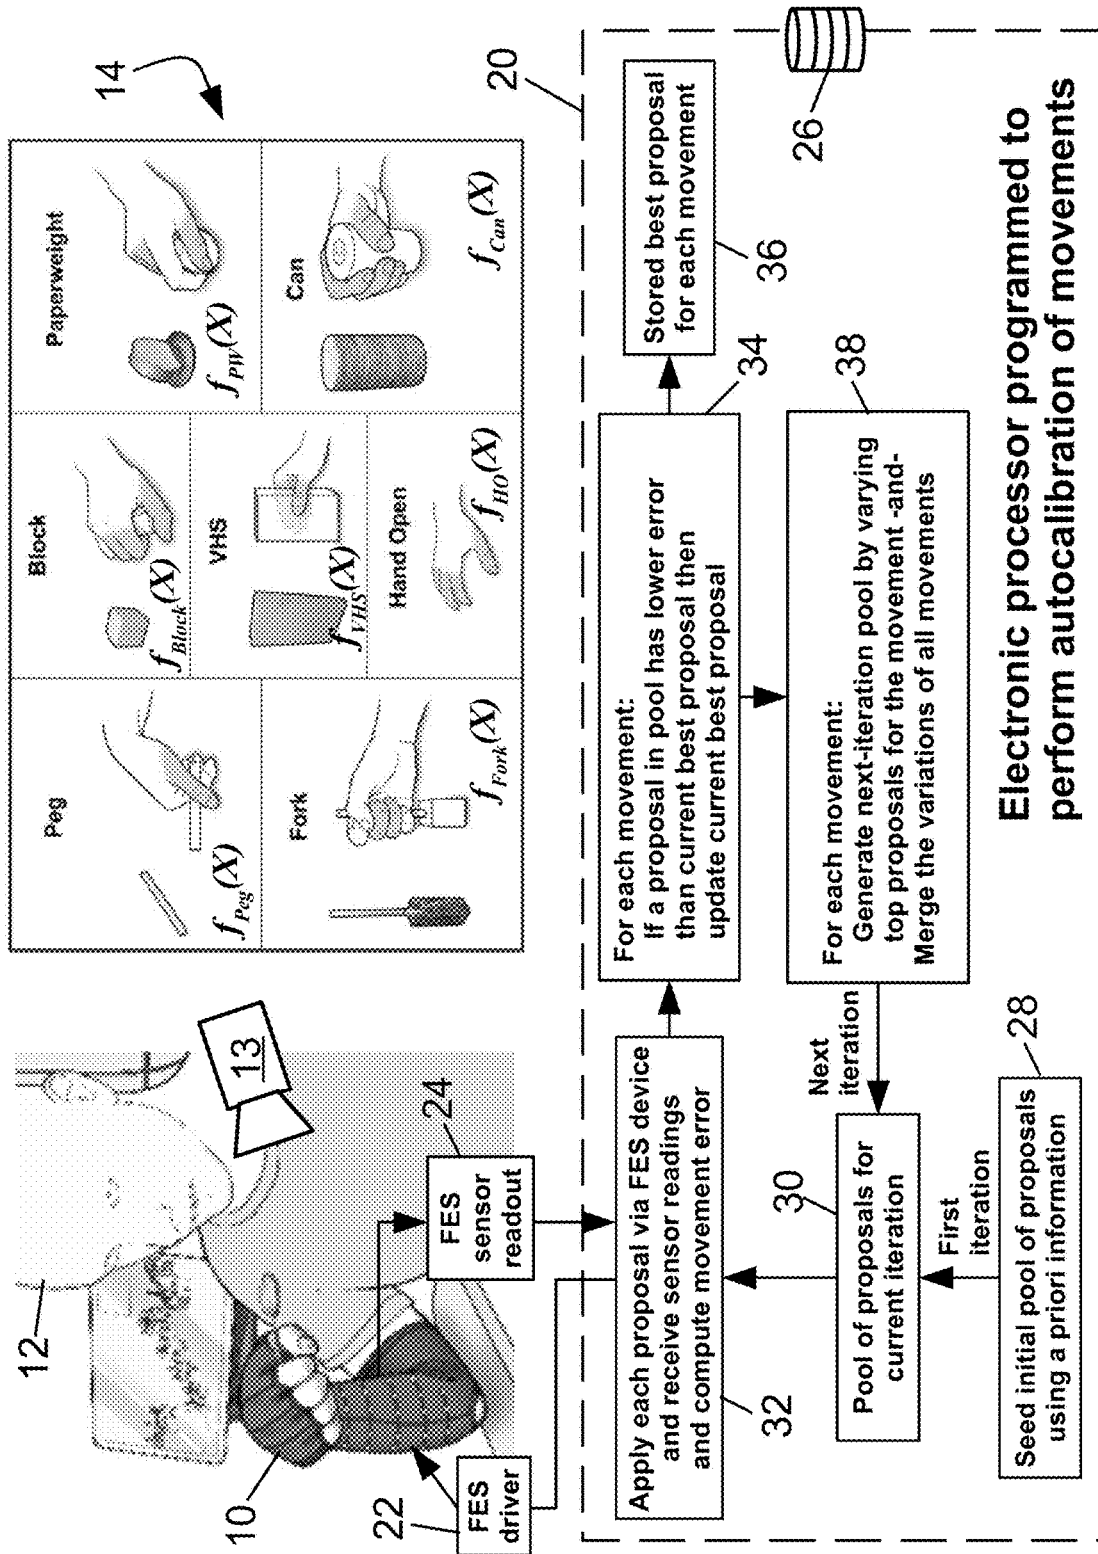 12
13
10
22
FES
driver
24
FES
sensor
readout
14
Peg
f_Peg(X)
Block
f_Block(X)
Paperweight
f_PW(X)
Fork
f_Fork(X)
VHS
f_VHS(X)
Hand Open
f_HO(X)
Can
f_Can(X)
20
Apply each proposal via FES device
and receive sensor readings
and compute movement error
32
For each movement:
If a proposal in pool has lower error
than current best proposal then
update current best proposal
34
Stored best proposal
for each movement
36
26
Pool of proposals for
current iteration
30
Next
iteration
For each movement:
Generate next-iteration pool by varying
top proposals for the movement -and-
Merge the variations of all movements
38
First
iteration
Seed initial pool of proposals
using a priori information
28
Electronic processor programmed to
perform autocalibration of movements